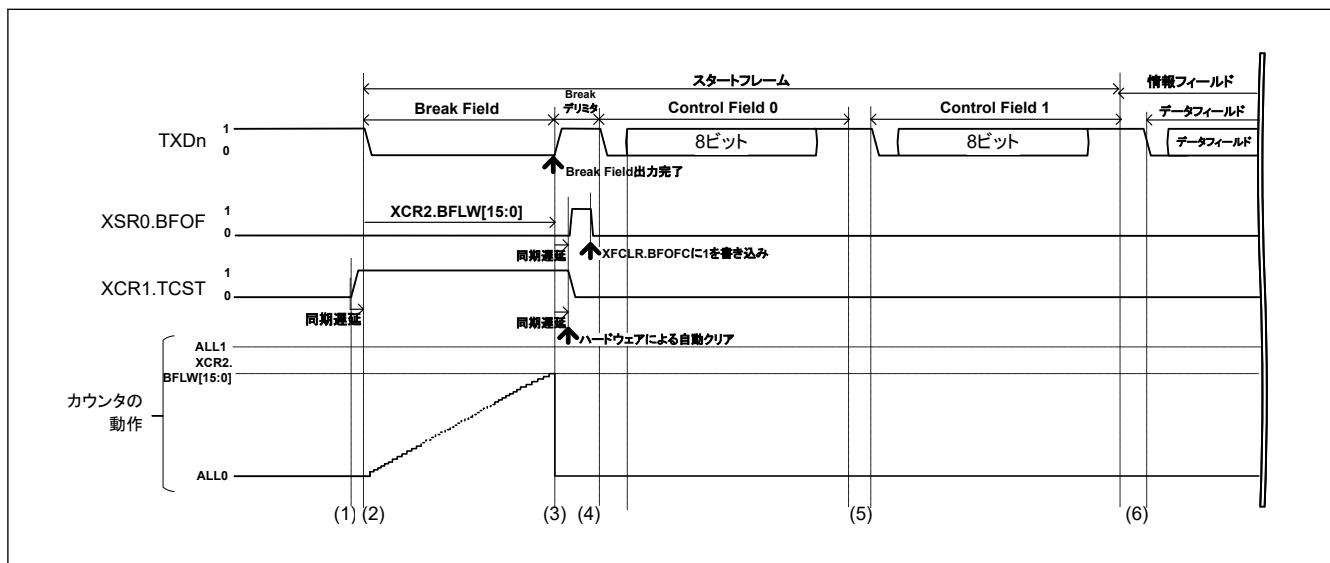 スタートフレーム
情報フィールド
Break Field
Break
デリミタ
Control Field 0
Control Field 1
データフィールド
TXDn
1
0
8ビット
8ビット
データフィールド
Break Field出力完了
XSR0.BFOF
1
0
XCR2.BFLW[15:0]
同期遅延
XFCLR.BFOFCに1を書き込み
XCR1.TCST
1
0
同期遅延
同期遅延
ハードウェアによる自動クリア
カウンタの
動作
ALL1
XCR2.
BFLW[15:0]
ALL0
(1) (2) (3) (4) (5) (6)